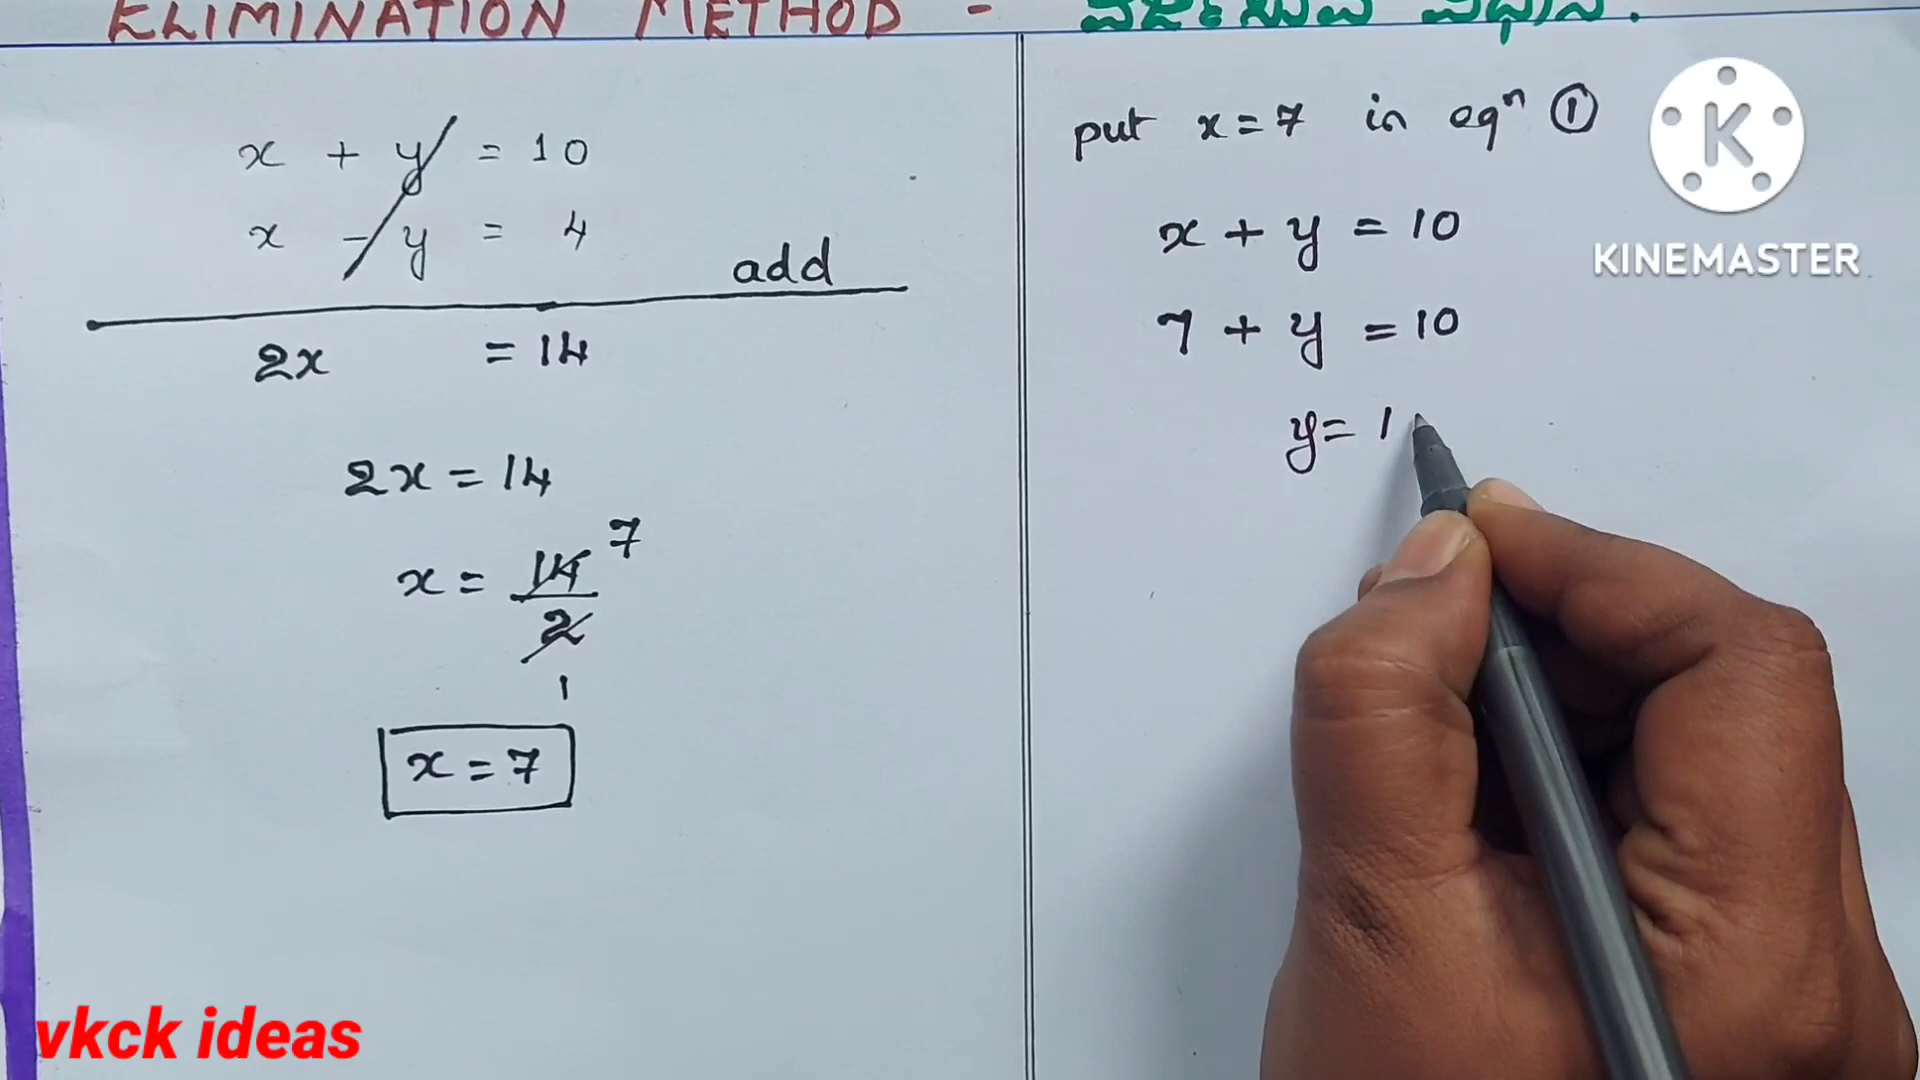 ELIMINATION METHOD -
x + y = 10
x - y = 4
add
2x = 14
2x = 14
x = 14/2 7
1
x = 7
put x = 7 in eqⁿ ①
x + y = 10
7 + y = 10
y = 1
KINEMASTER
vkck ideas